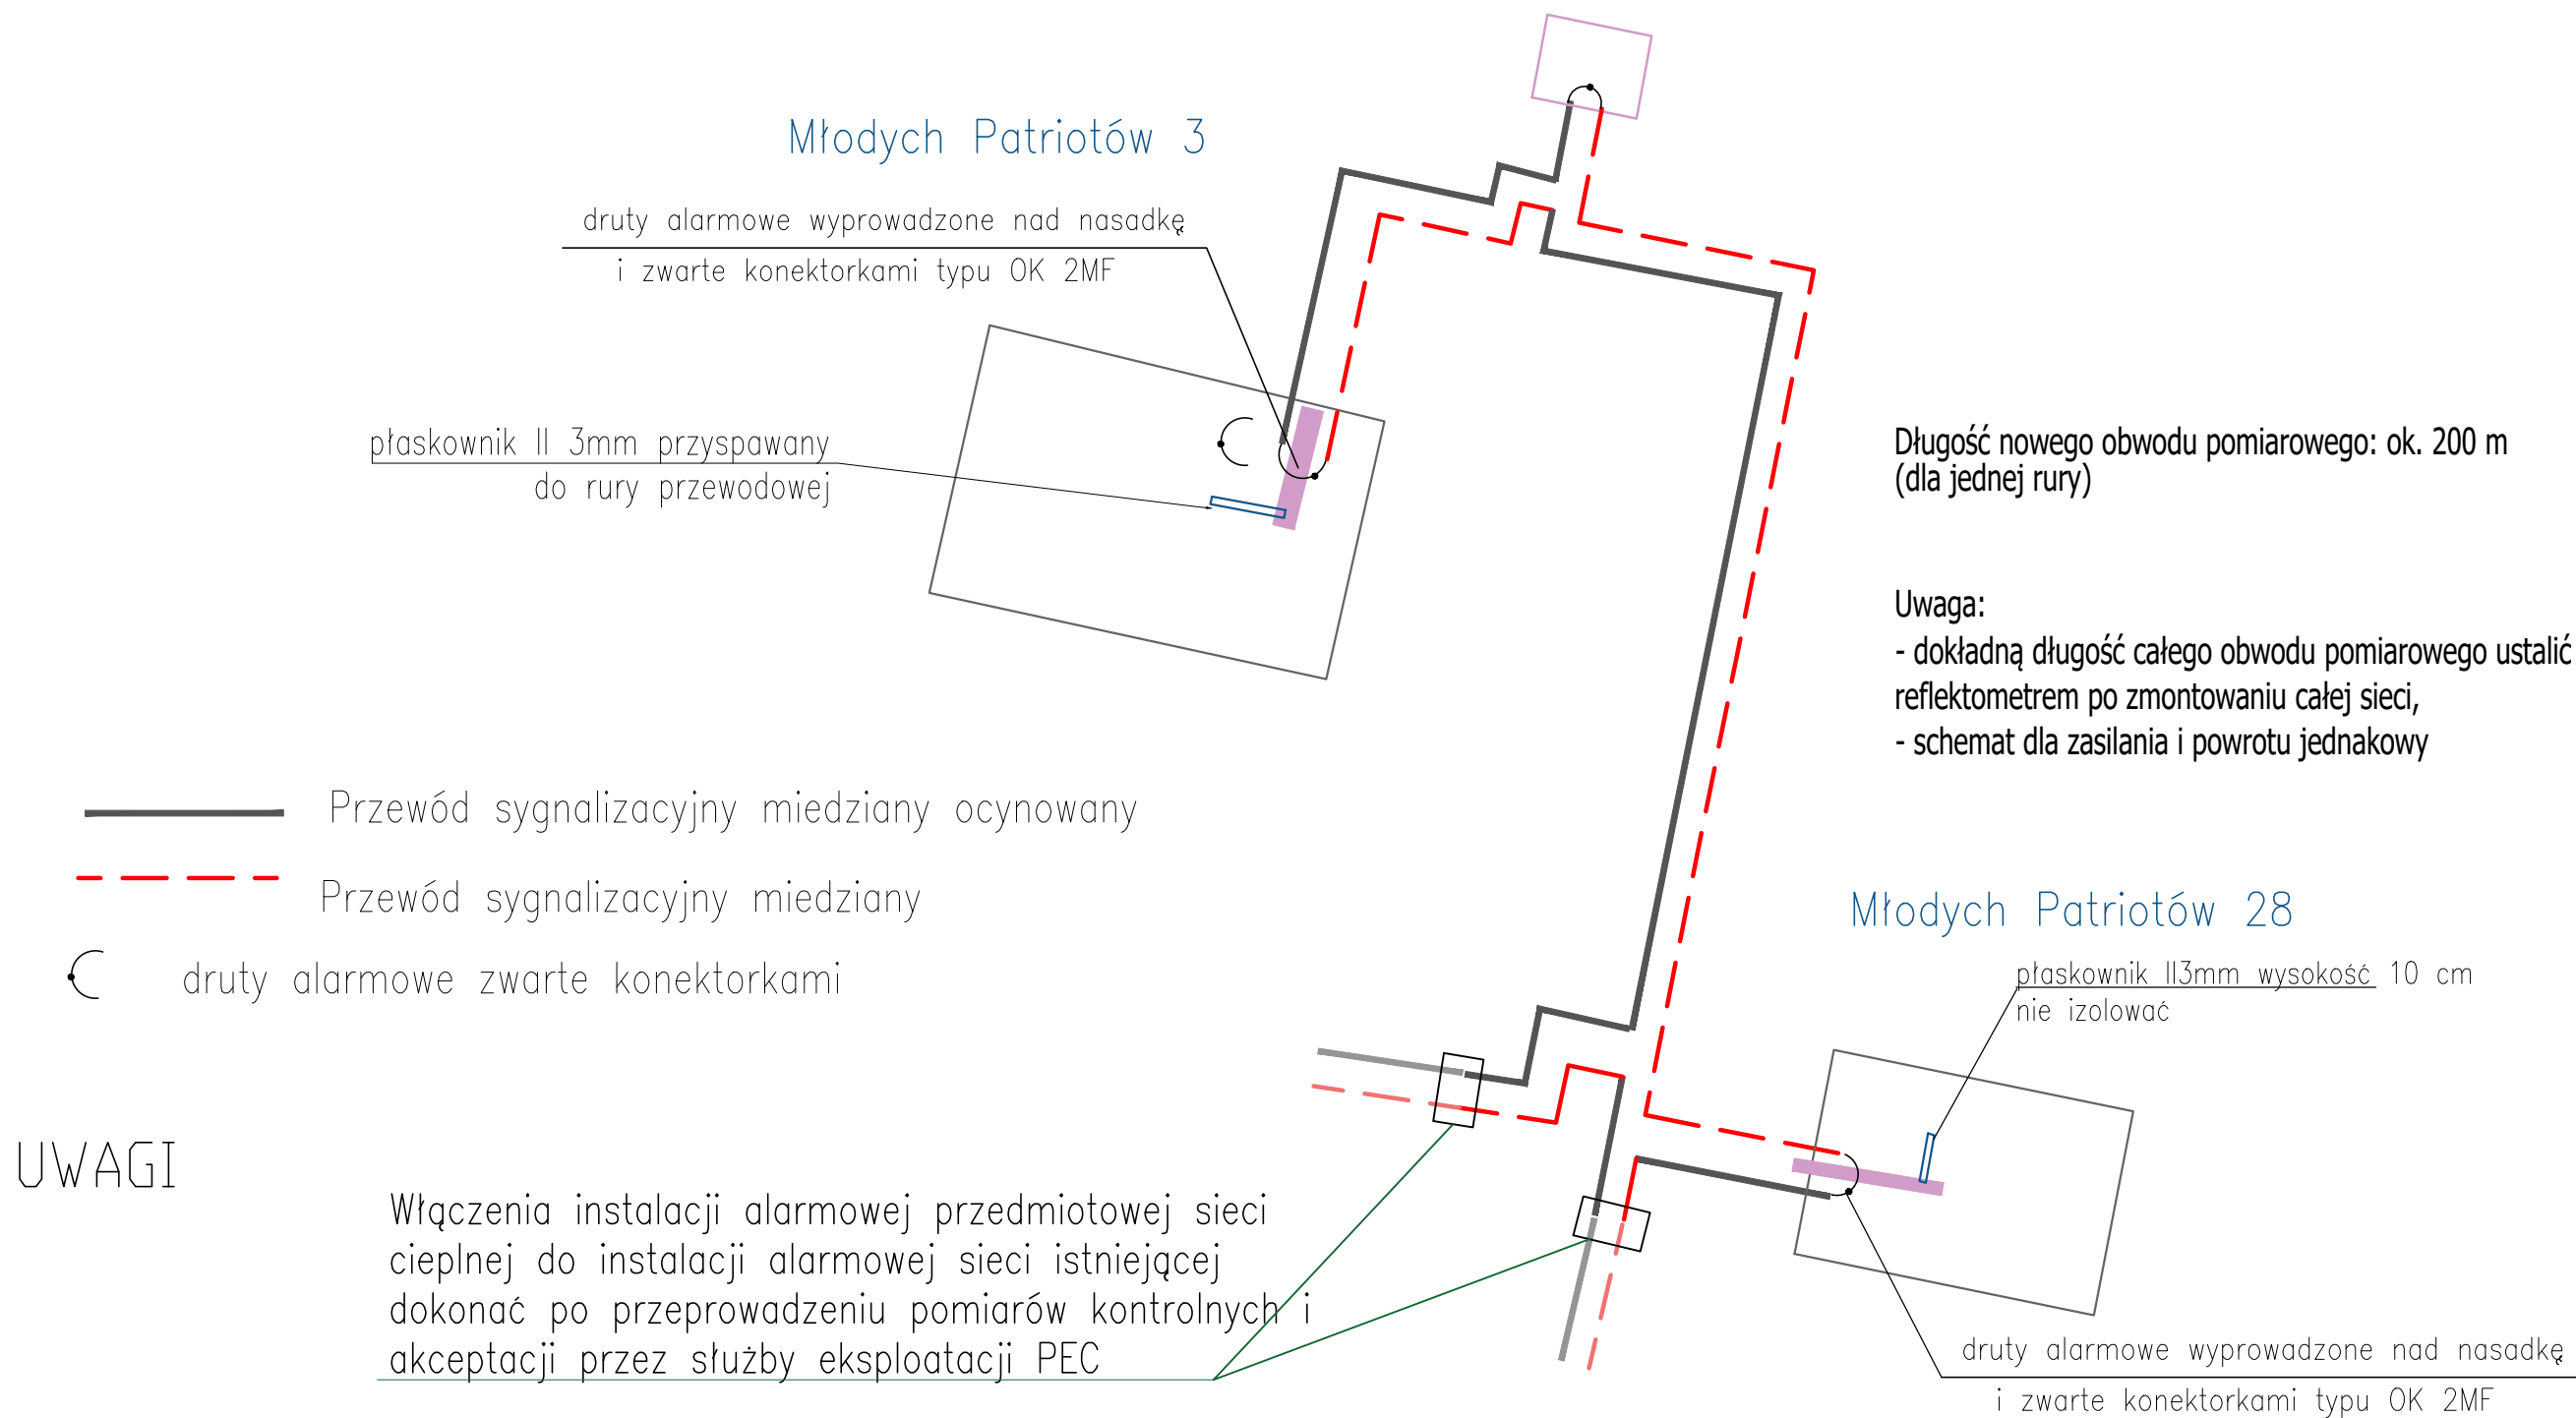 Młodych Patriotów 3
druty alarmowe wyprowadzone nad nasadkę
i zwarte konektorkami typu OK 2MF
płaskownik II 3mm przyspawany
do rury przewodowej
Długość nowego obwodu pomiarowego: ok. 200 m
(dla jednej rury)
Uwaga:
- dokładną długość całego obwodu pomiarowego ustalić
reflektometrem po zmontowaniu całej sieci,
- schemat dla zasilania i powrotu jednakowy
Przewód sygnalizacyjny miedziany ocynowany
Przewód sygnalizacyjny miedziany
druty alarmowe zwarte konektorkami
Młodych Patriotów 28
płaskownik II3mm wysokość 10 cm
nie izolować
UWAGI
Włączenia instalacji alarmowej przedmiotowej sieci
cieplnej do instalacji alarmowej sieci istniejącej
dokonać po przeprowadzeniu pomiarów kontrolnych i
akceptacji przez służby eksploatacji PEC
druty alarmowe wyprowadzone nad nasadkę
i zwarte konektorkami typu OK 2MF